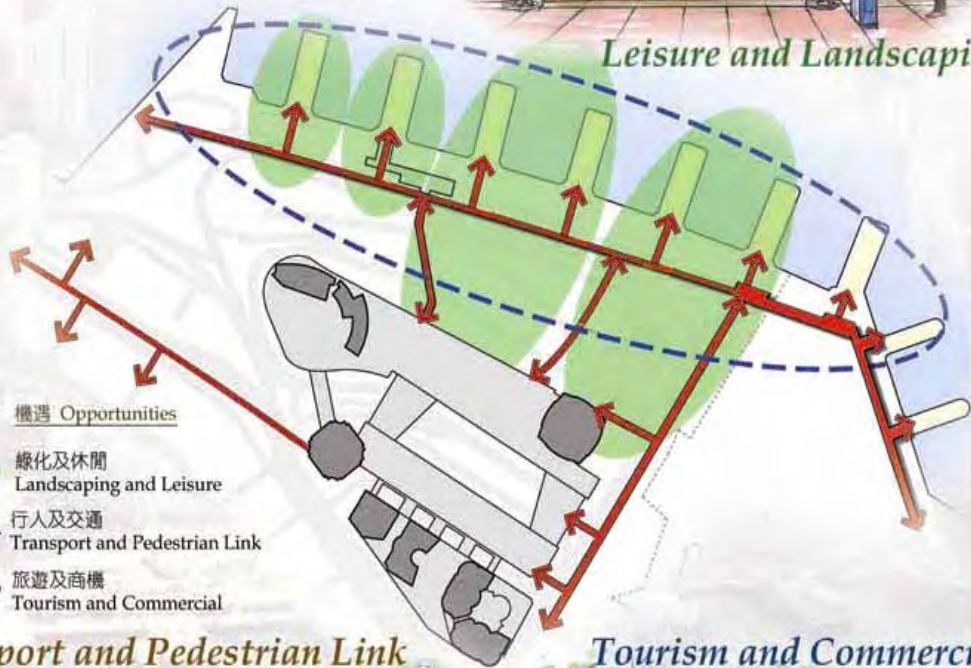 Leisure and Landscapi
機遇 Opportunities
綠化及休閒
Landscaping and Leisure
行人及交通
Transport and Pedestrian Link
旅遊及商機
Tourism and Commercial
port and Pedestrian Link
Tourism and Commerc